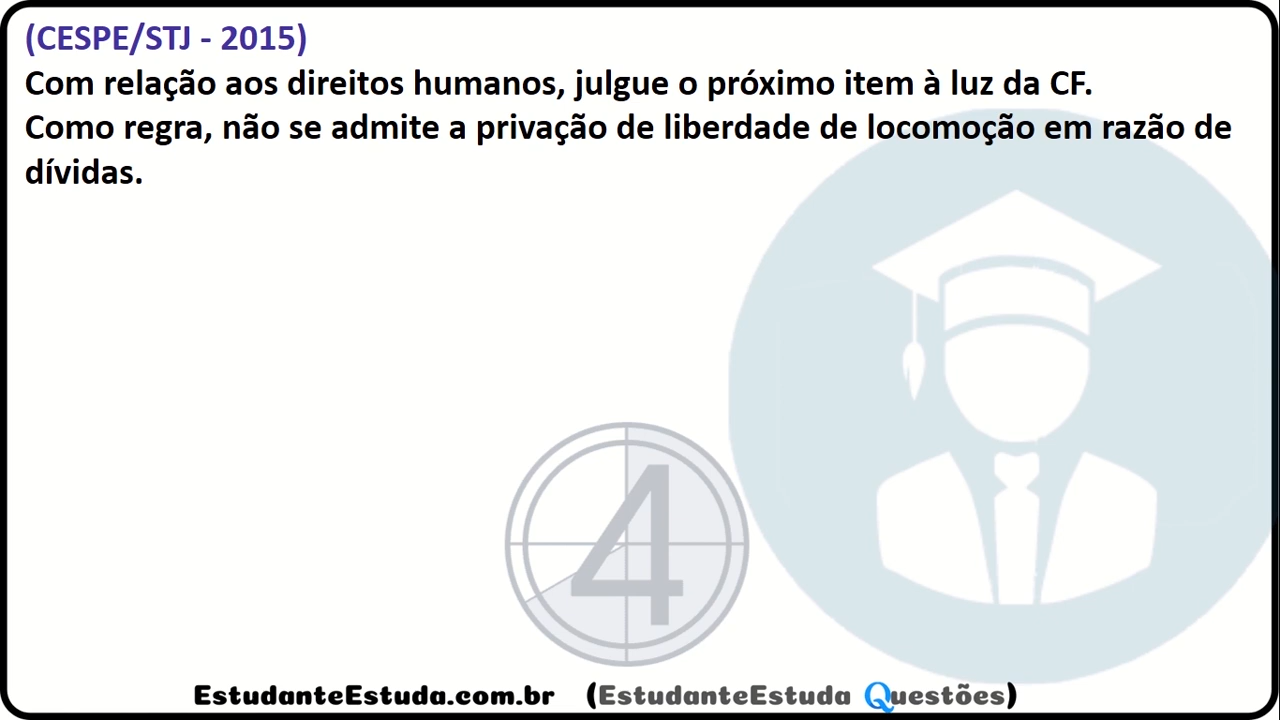 (CESPE/STJ - 2015)
Com relação aos direitos humanos, julgue o próximo item à luz da CF.
Como regra, não se admite a privação de liberdade de locomoção em razão de
dívidas.
4
EstudanteEstuda.com.br (EstudanteEstuda Questões)